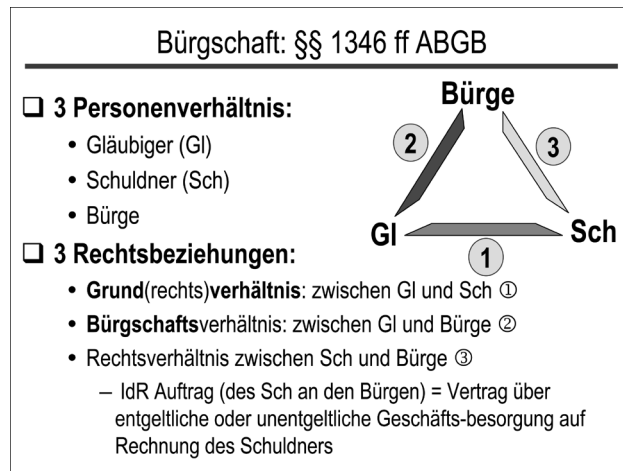 Bürgschaft: §§ 1346 ff ABGB
❑ 3 Personenverhältnis:
• Gläubiger (Gl)
• Schuldner (Sch)
• Bürge
Bürge
2
3
Gl
Sch
1
❑ 3 Rechtsbeziehungen:
• Grund(rechts)verhältnis: zwischen Gl und Sch ①
• Bürgschaftsverhältnis: zwischen Gl und Bürge ②
• Rechtsverhältnis zwischen Sch und Bürge ③
– IdR Auftrag (des Sch an den Bürgen) = Vertrag über
entgeltliche oder unentgeltliche Geschäfts-besorgung auf
Rechnung des Schuldners